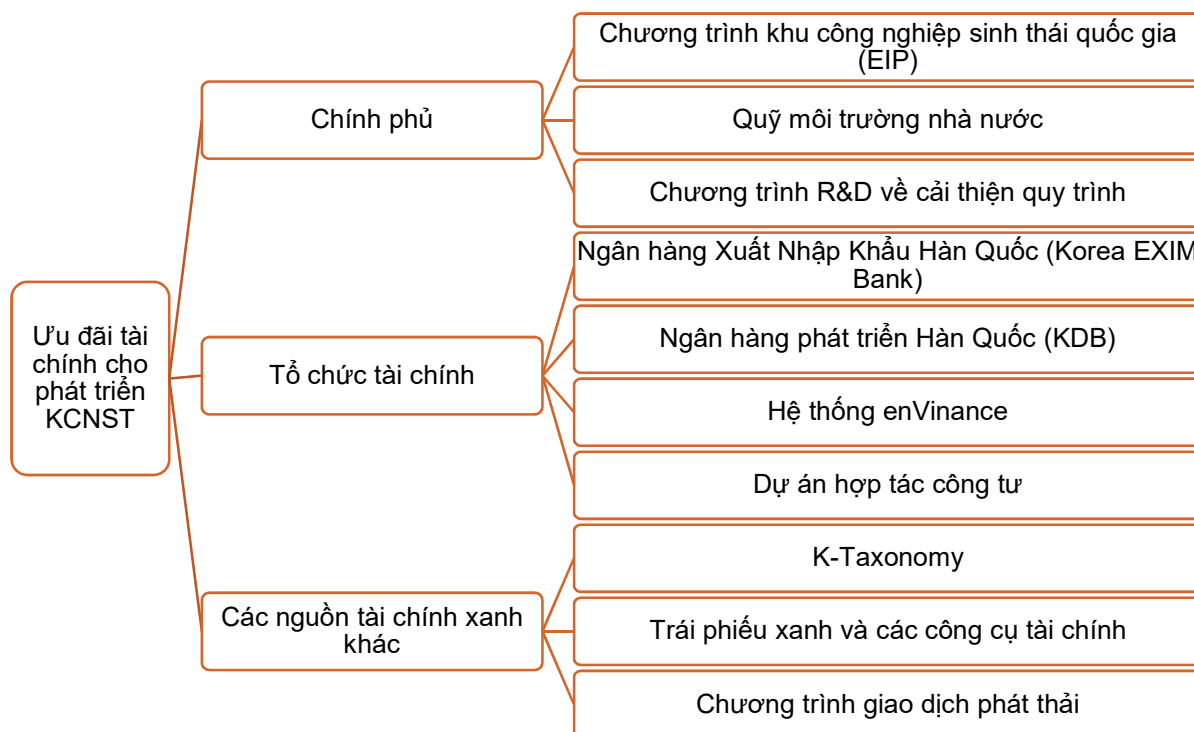 Ưu đãi tài
chính cho
phát triển
KCNST
Chính phủ
Chương trình khu công nghiệp sinh thái quốc gia
(EIP)
Quỹ môi trường nhà nước
Chương trình R&D về cải thiện quy trình
Tổ chức tài chính
Ngân hàng Xuất Nhập Khẩu Hàn Quốc (Korea EXIM
Bank)
Ngân hàng phát triển Hàn Quốc (KDB)
Hệ thống enVinance
Dự án hợp tác công tư
Các nguồn tài chính xanh
khác
K-Taxonomy
Trái phiếu xanh và các công cụ tài chính
Chương trình giao dịch phát thải